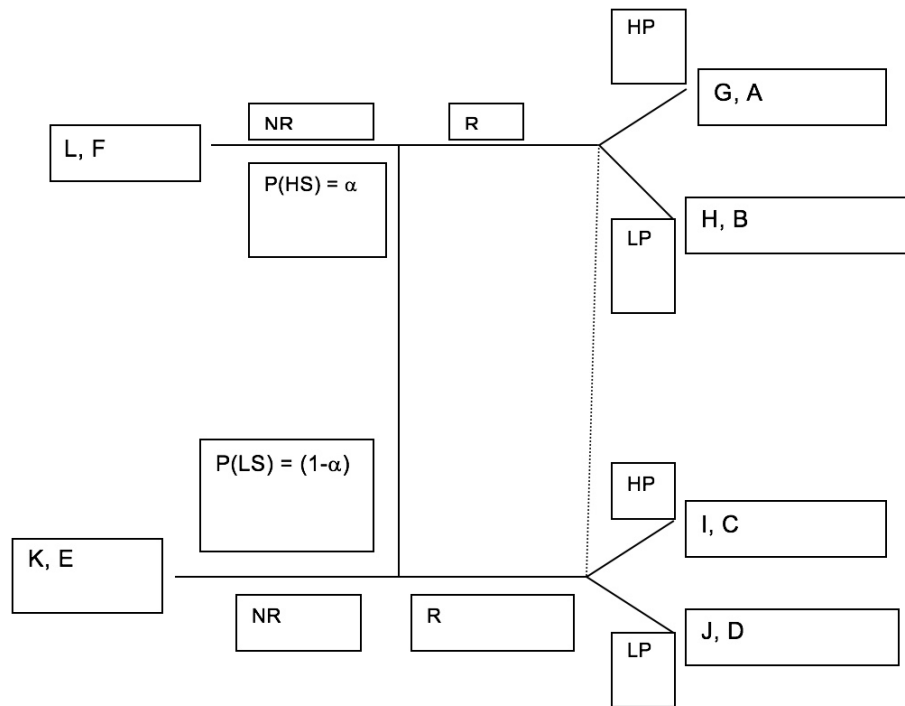 HP
G, A
NR
R
L, F
P(HS) = α
H, B
LP
P(LS) = (1-α)
HP
I, C
K, E
NR
R
J, D
LP